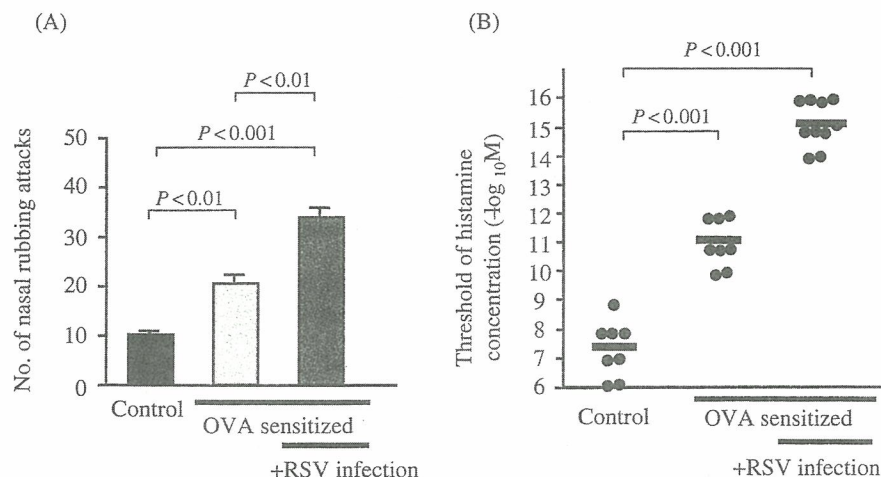 (A)
P<0.01
P<0.001
P<0.01
No. of nasal rubbing attacks
50
40
30
20
10
0
Control
OVA sensitized
+RSV infection
(B)
P<0.001
P<0.001
Threshold of histamine
concentration (-log 10M)
16
15
14
13
12
11
10
9
8
7
6
Control
OVA sensitized
+RSV infection